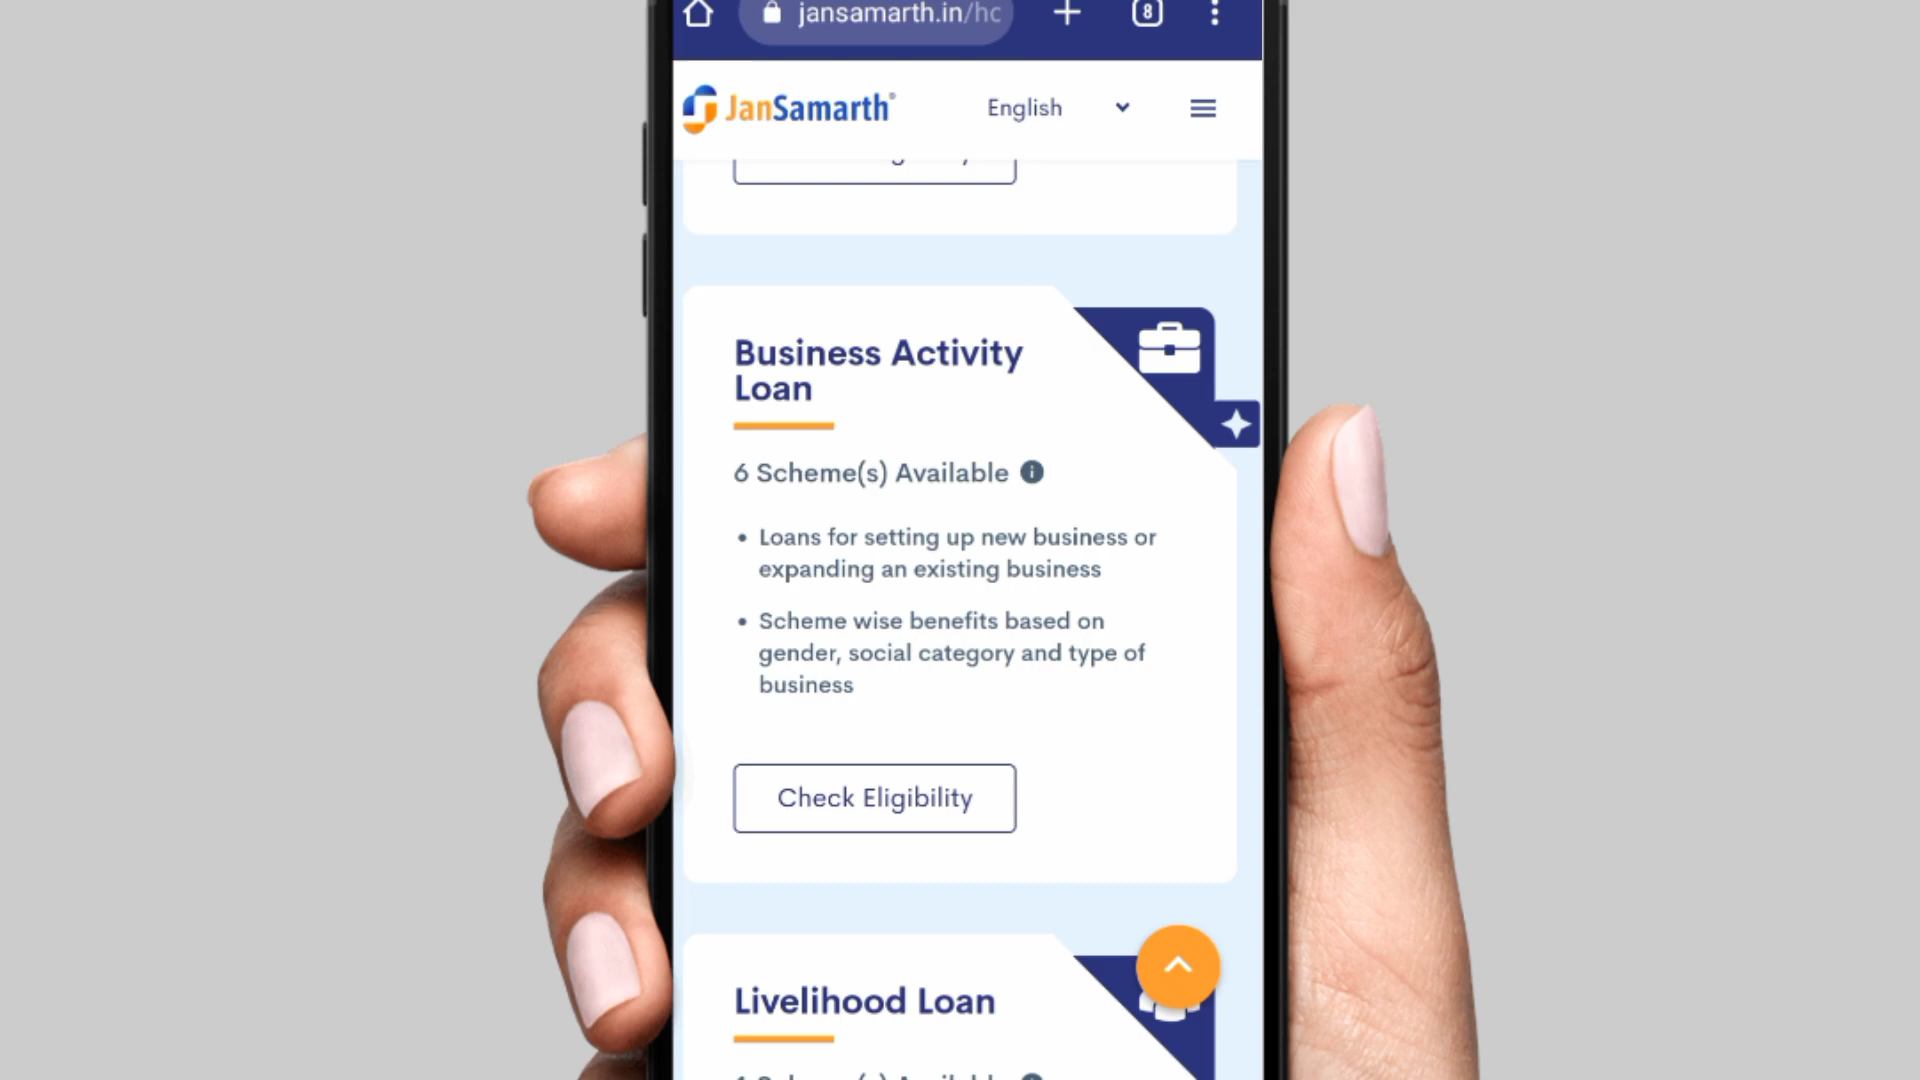 jansamarth.in/hc
8
JanSamarth®
English
Business Activity
Loan
6 Scheme(s) Available
• Loans for setting up new business or
expanding an existing business
• Scheme wise benefits based on
gender, social category and type of
business
Check Eligibility
Livelihood Loan